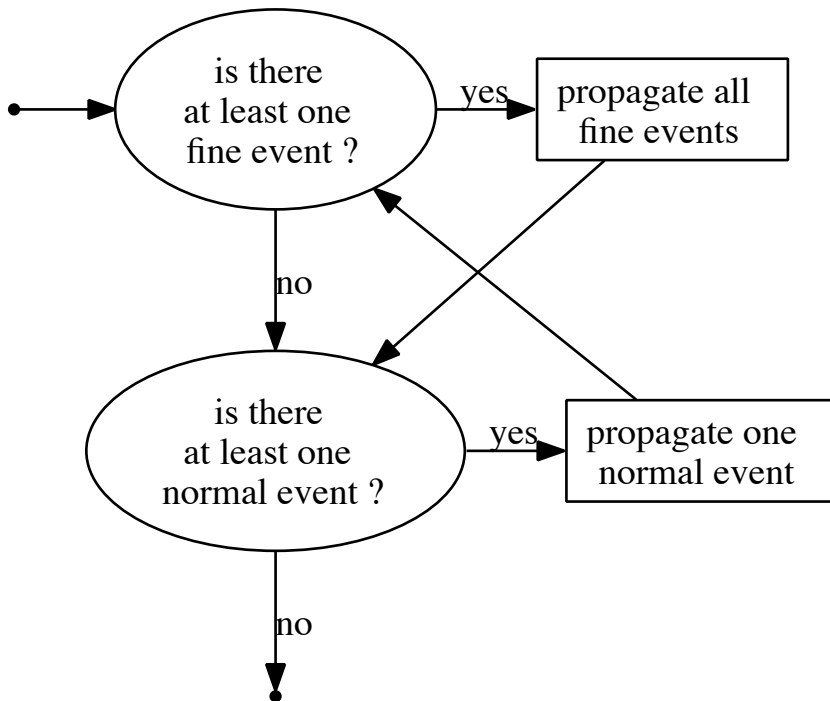 is there
at least one
fine event ?
yes
propagate all
fine events
no
is there
at least one
normal event ?
yes
propagate one
normal event
no